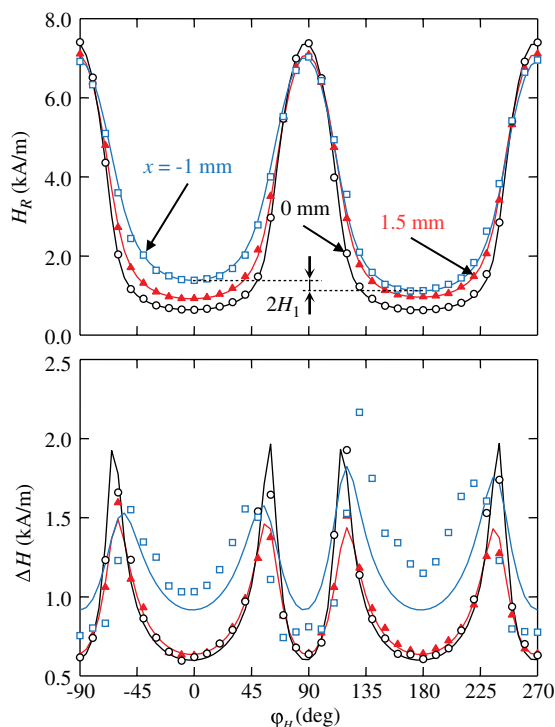 8.0
6.0
4.0
2.0
0.0
H_R (kA/m)
x = -1 mm
0 mm
1.5 mm
2H_1
2.5
2.0
1.5
1.0
0.5
ΔH (kA/m)
-90 -45 0 45 90 135 180 225 270
φ_H (deg)